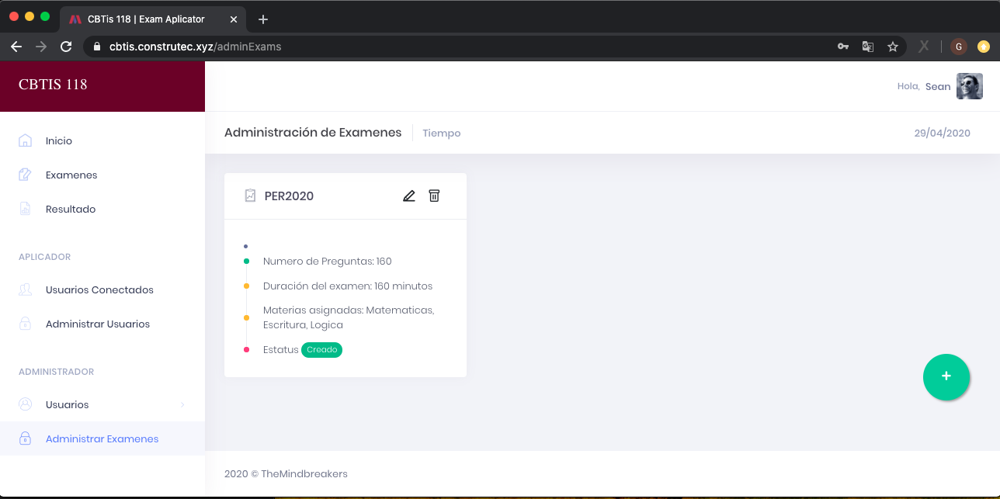 CBTis 118 | Exam Aplicator
cbtis.construtec.xyz/adminExams
G
CBTIS 118
Hola, Sean
Inicio
Examenes
Resultado
APLICADOR
Usuarios Conectados
Administrar Usuarios
ADMINISTRADOR
Usuarios
Administrar Examenes
Administración de Examenes
Tiempo
29/04/2020
PER2020
Numero de Preguntas: 160
Duración del examen: 160 minutos
Materias asignadas: Matematicas,
Escritura, Logica
Estatus Creado
2020 © TheMindbreakers